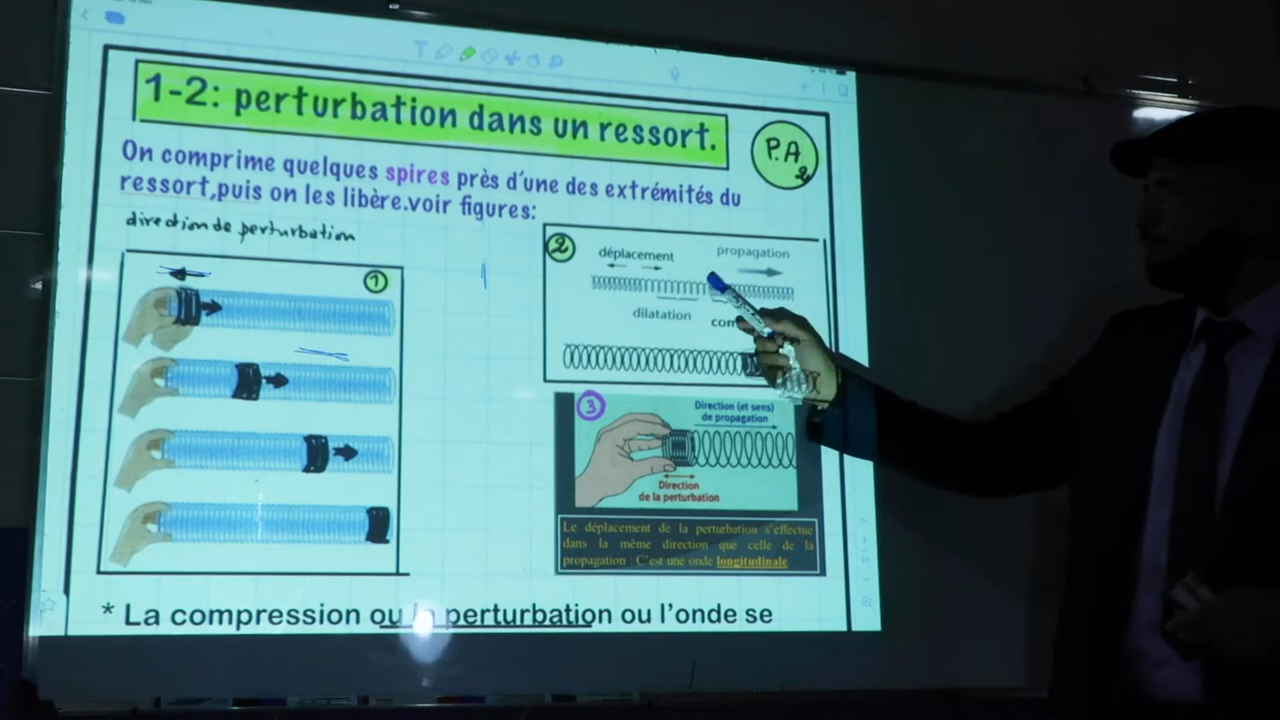 1-2: perturbation dans un ressort.
P.A
2
On comprime quelques spires près d'une des extrémités du
ressort,puis on les libère.voir figures:
direction de perturbation
1
2
déplacement
propagation
dilatation
3
Direction (et sens)
de propagation
Direction
de la perturbation
Le déplacement de la perturbation s'effectue
dans la même direction que celle de la
propagation . C'est une onde longitudinale
* La compression ou la perturbation ou l'onde se